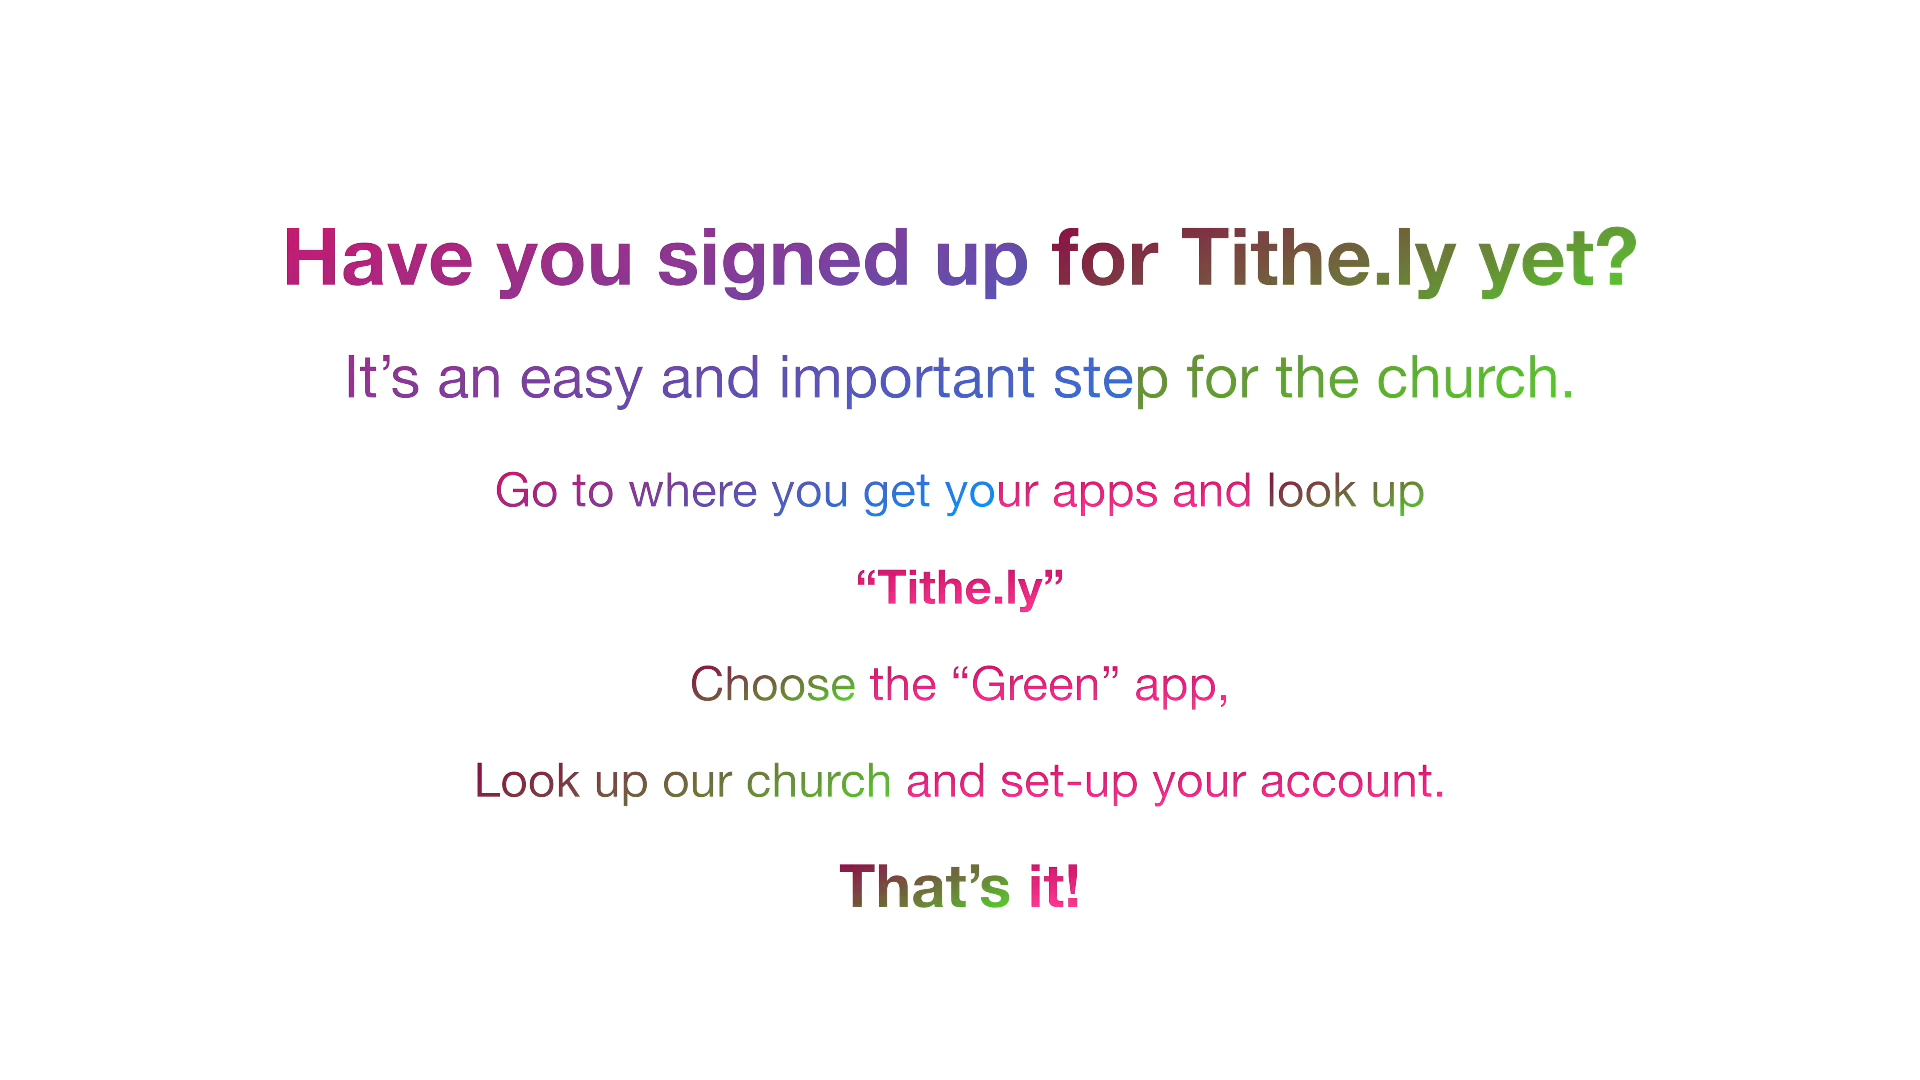 Have you signed up for Tithe.ly yet?
It’s an easy and important step for the church.
Go to where you get your apps and look up
“Tithe.ly”
Choose the “Green” app,
Look up our church and set-up your account.
That’s it!